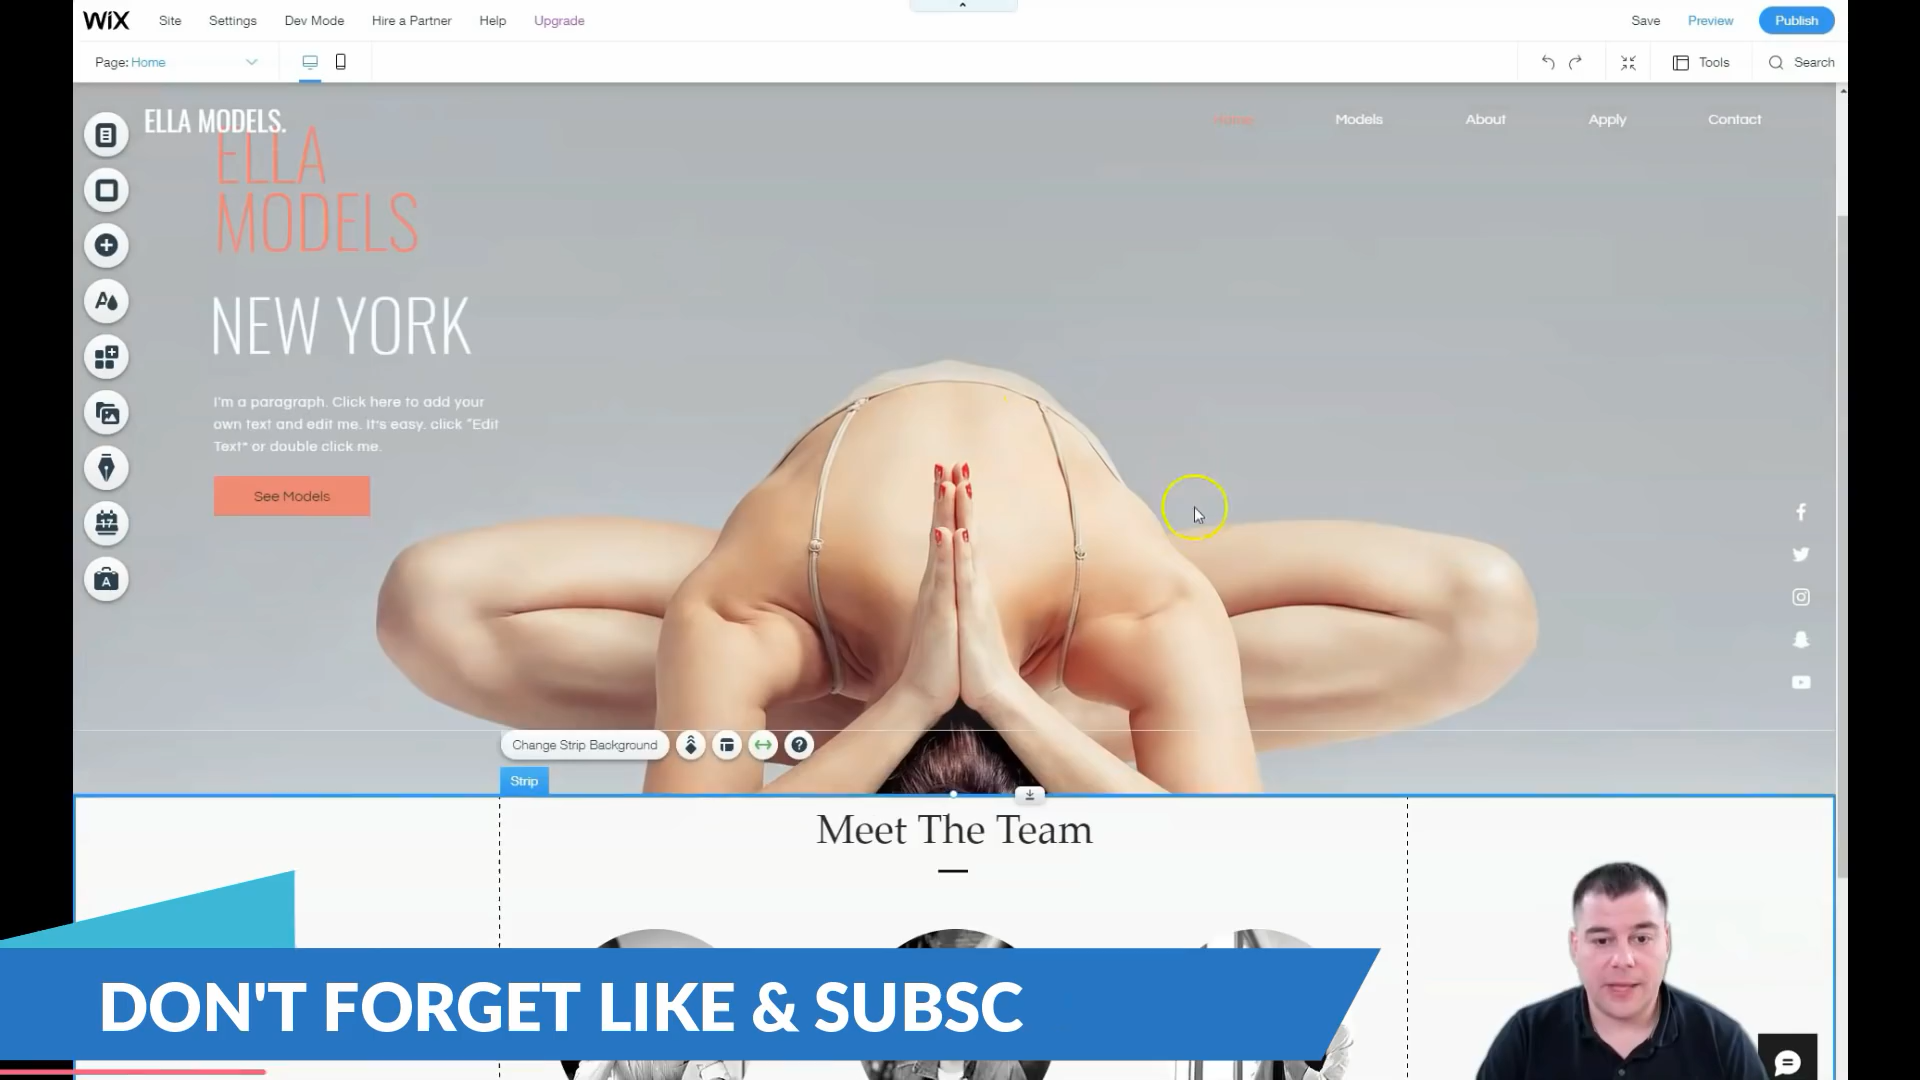 WiX
Site
Settings
Dev Mode
Hire a Partner
Help
Upgrade
Save
Preview
Publish
Page: Home
Tools
Search
ELLA MODELS.
Home
Models
About
Apply
Contact
ELLA
MODELS
NEW YORK
I'm a paragraph. Click here to add your
own text and edit me. It's easy. click "Edit
Text" or double click me.
See Models
17
A
Change Strip Background
?
Strip
Meet The Team
DON'T FORGET LIKE & SUBSC